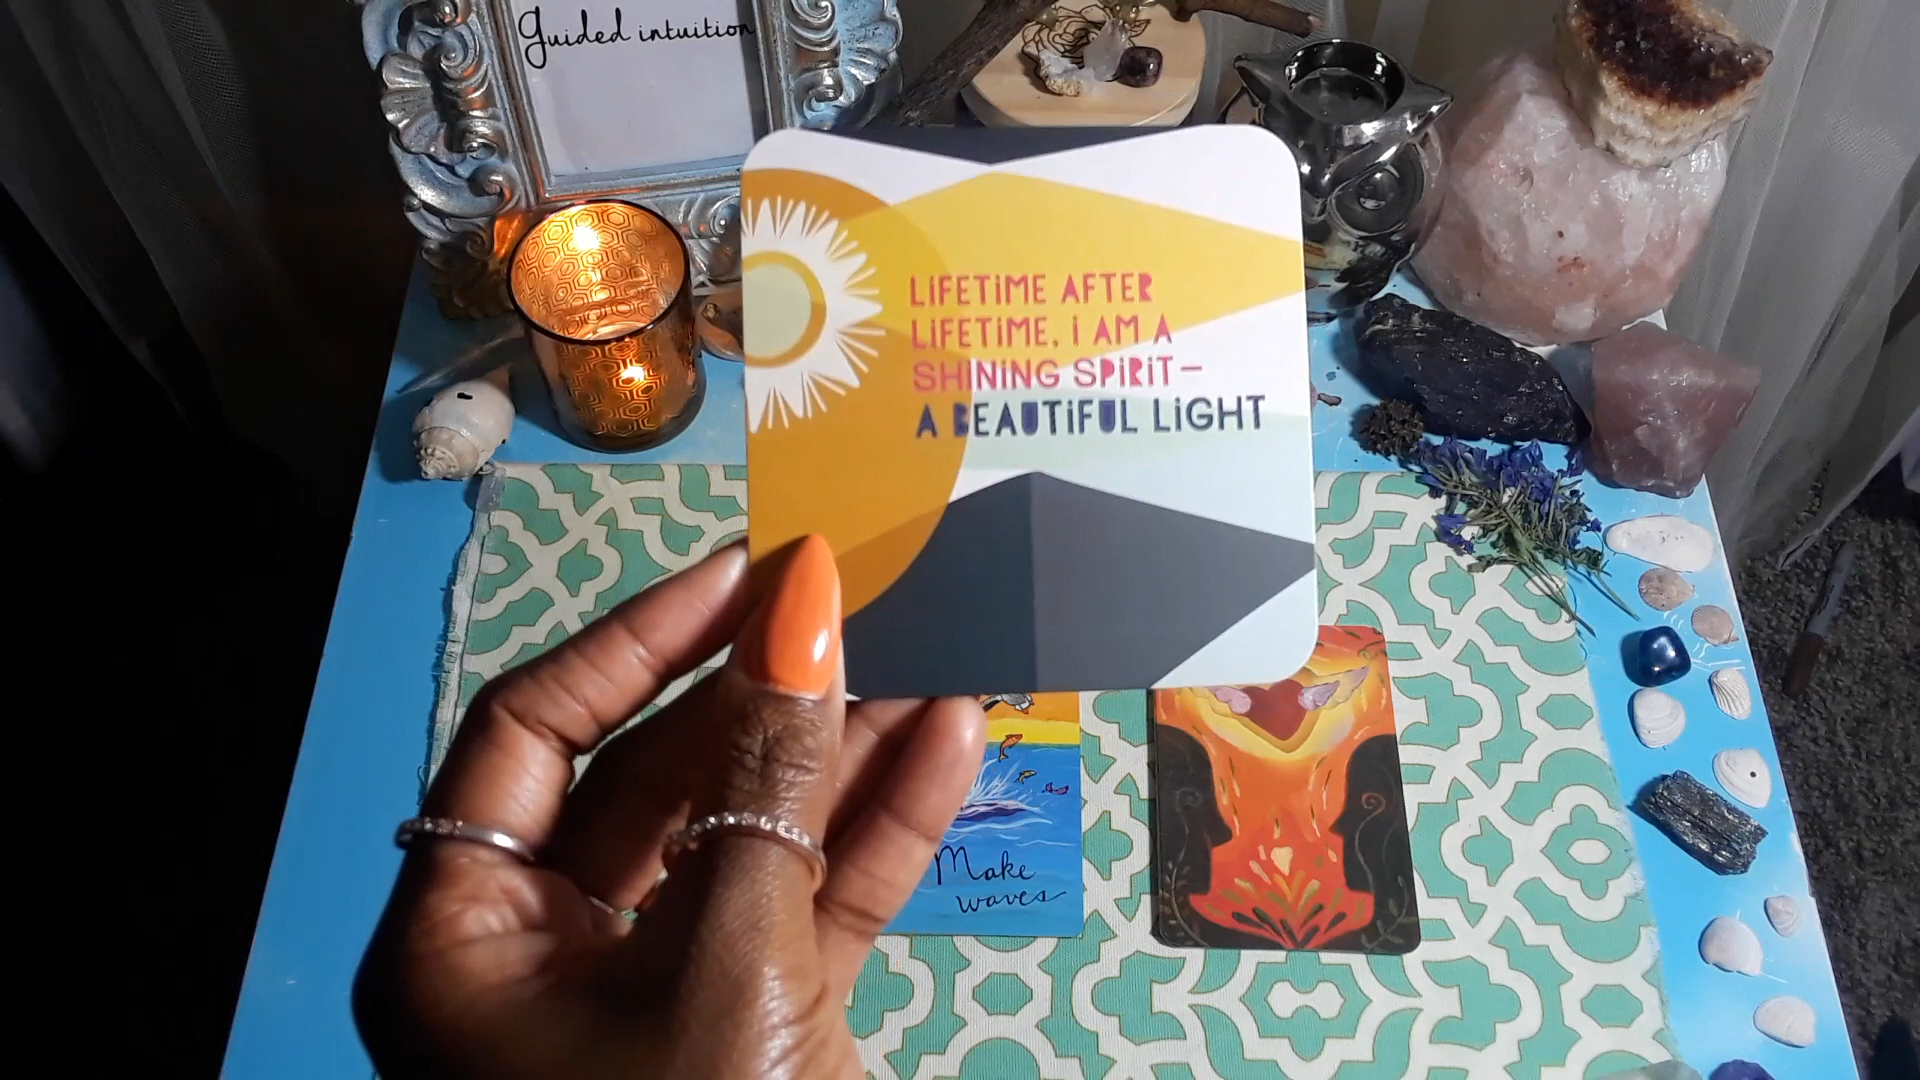 Guided intuition
LiFETiME AFTER
LiFETiME, i AM A
SHiNiNG SPiRiT—
A BEAUTiFUL LiGHT
Make
waves